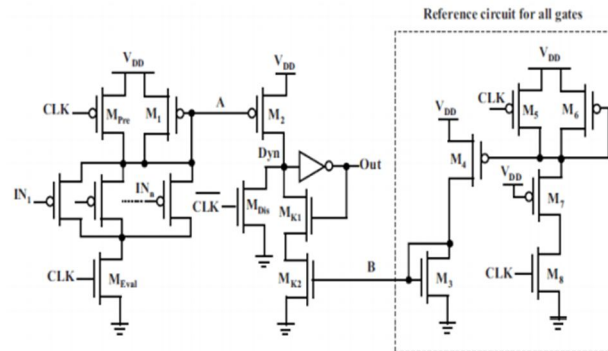 Reference circuit for all gates
VDD
VDD
VDD
VDD
CLK
MPre
M1
A
M2
CLK
M5
M6
M4
Dyn
Out
IN1
INn
CLK
MDis
MK1
VDD
M7
MK2
B
M3
CLK
M8
CLK
MEval